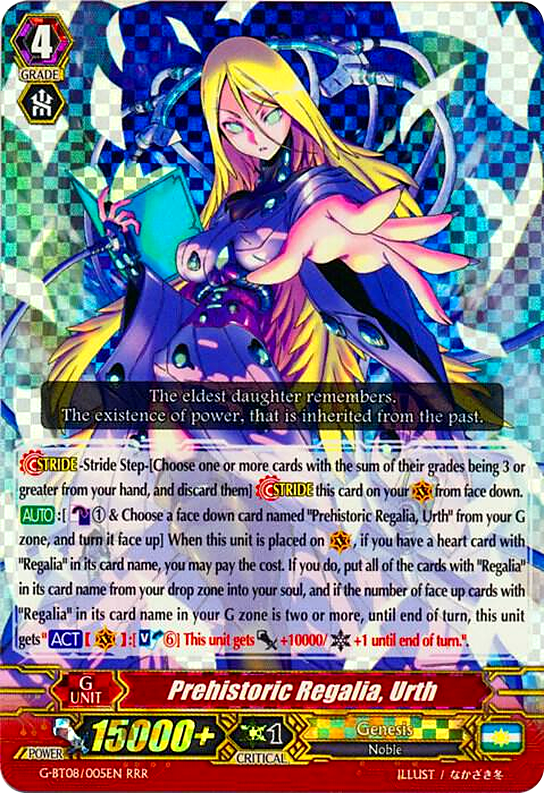 4
GRADE
The eldest daughter remembers.
The existence of power, that is inherited from the past.
STRIDE -Stride Step-[Choose one or more cards with the sum of their grades being 3 or
greater from your hand, and discard them] STRIDE this card on your V from face down.
AUTO :[ ① & Choose a face down card named "Prehistoric Regalia, Urth" from your G
zone, and turn it face up] When this unit is placed on V, if you have a heart card with
"Regalia" in its card name, you may pay the cost. If you do, put all of the cards with "Regalia"
in its card name from your drop zone into your soul, and if the number of face up cards with
"Regalia" in its card name in your G zone is two or more, until end of turn, this unit
gets "ACT [ V ]:[ V ⑥] This unit gets +10000/ +1 until end of turn.".
G
UNIT
Prehistoric Regalia, Urth
POWER
15000+
1
CRITICAL
Genesis
Noble
G-BT08/005EN RRR
ILLUST / なかざき冬